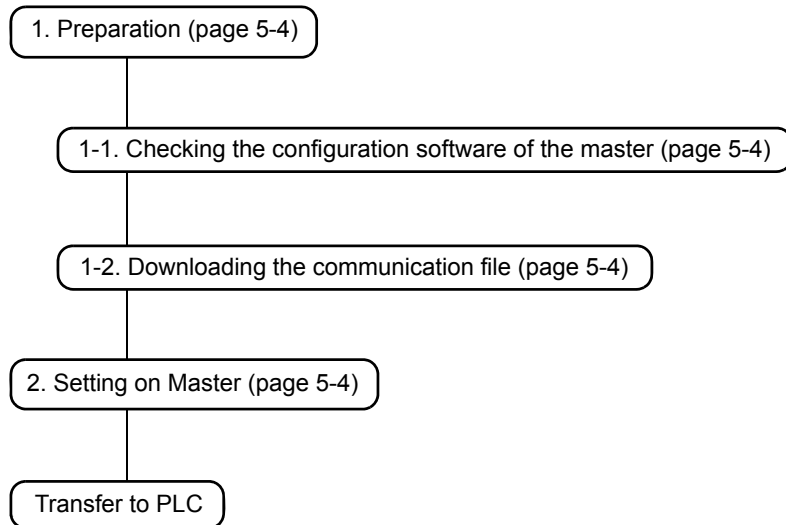 1. Preparation (page 5-4)
1-1. Checking the configuration software of the master (page 5-4)
1-2. Downloading the communication file (page 5-4)
2. Setting on Master (page 5-4)
Transfer to PLC